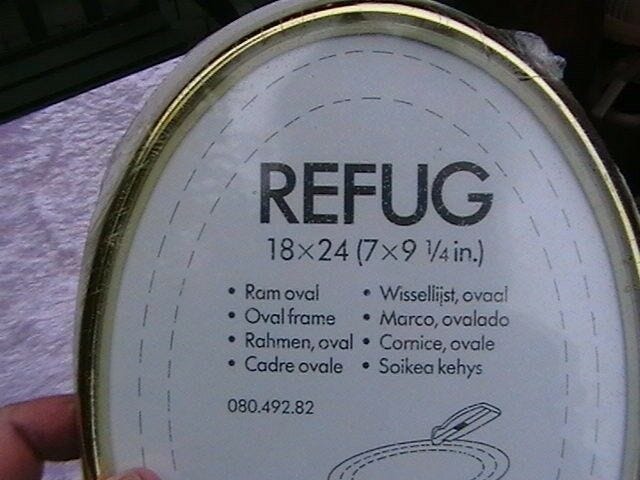 REFUG
18×24 (7×9 1/4 in.)
• Ram oval
• Oval frame
• Rahmen, oval
• Cadre ovale
• Wissellijst, ovaal
• Marco, ovalado
• Cornice, ovale
• Soikea kehys
080.492.82